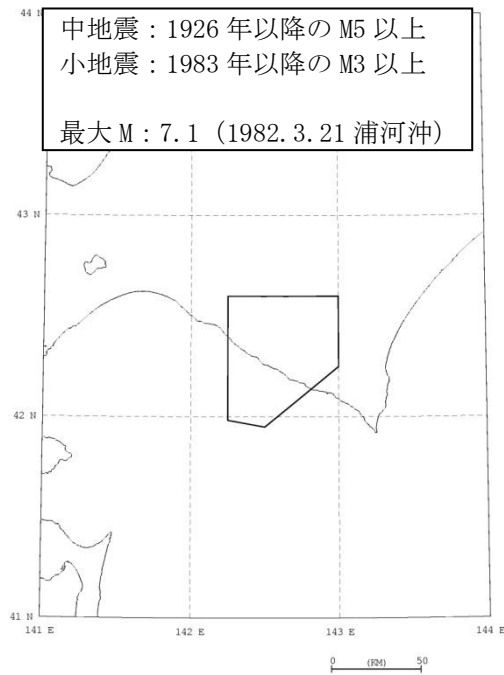 44 N
中地震：1926 年以降の M5 以上
小地震：1983 年以降の M3 以上
最大 M：7.1（1982.3.21 浦河沖）
43 N
42 N
41 N
141 E
142 E
143 E
144 E
0 (KM) 50